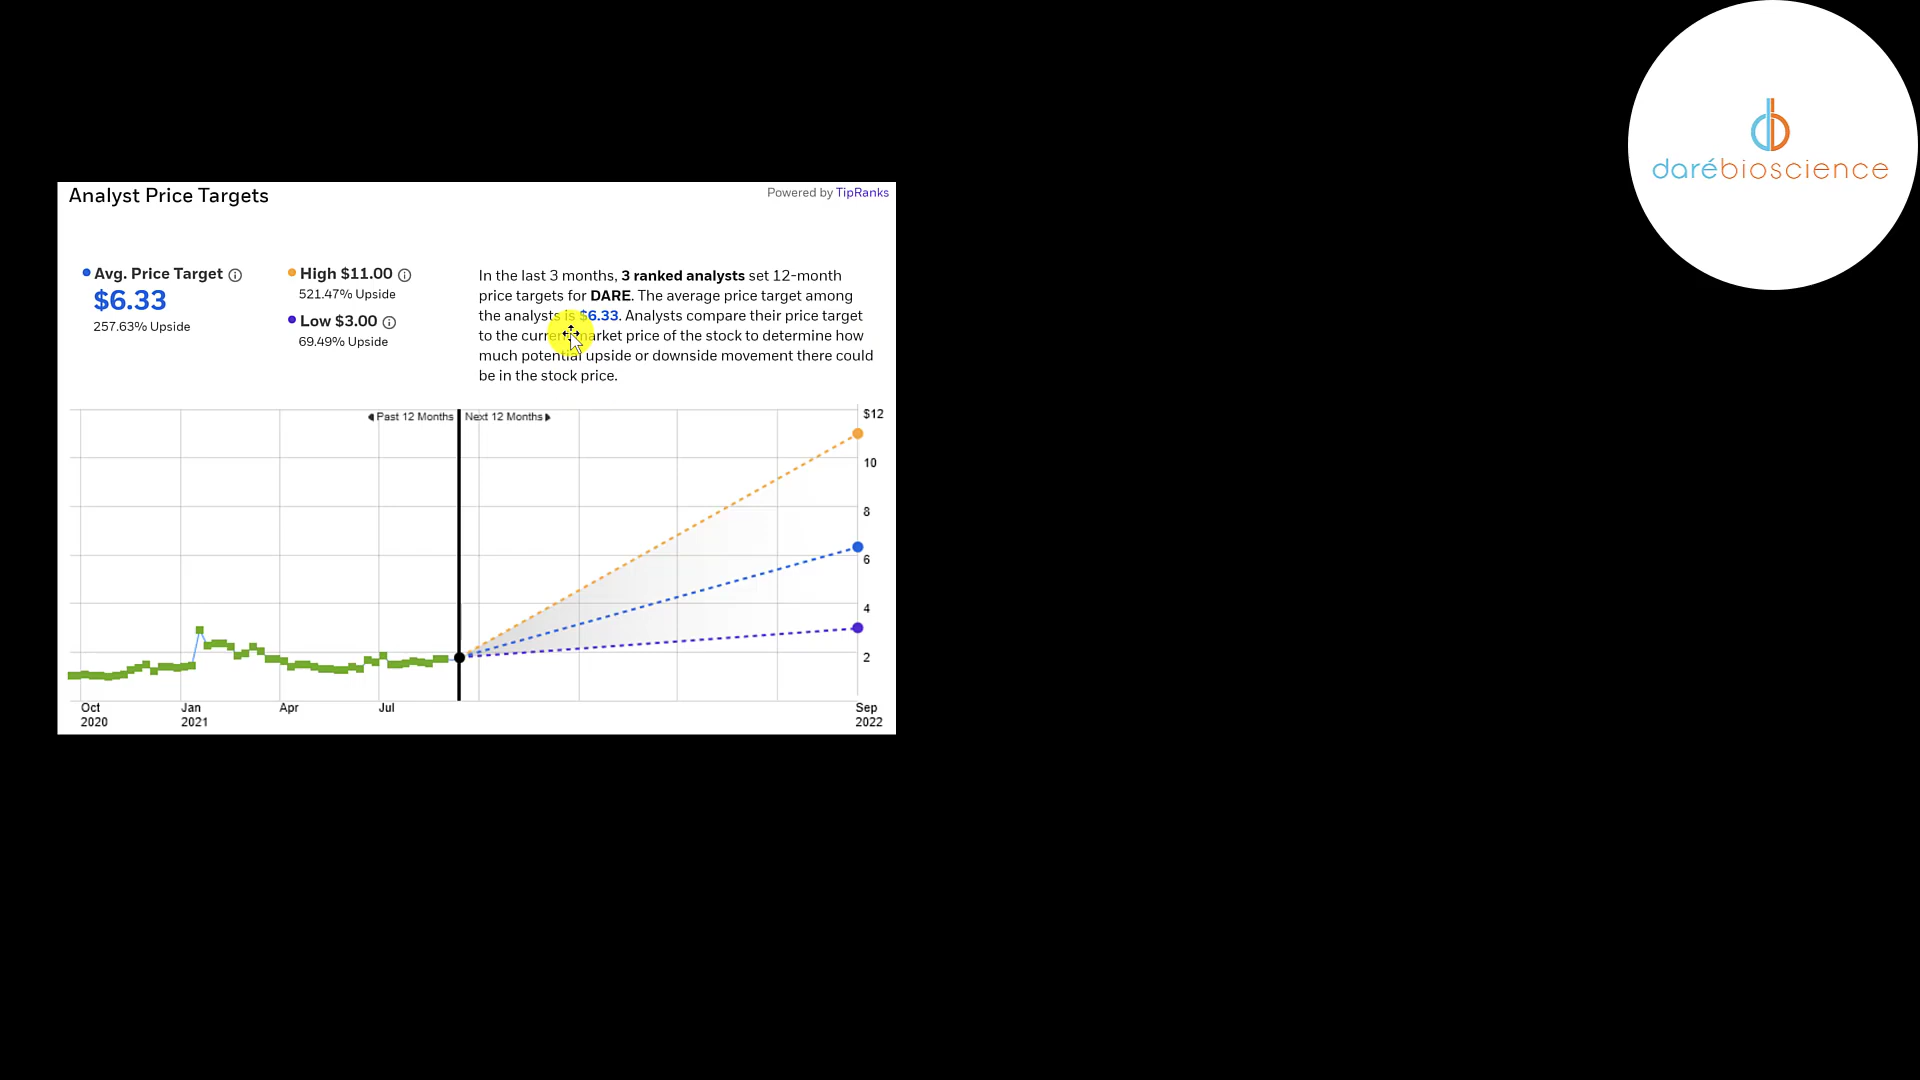 darébioscience
Analyst Price Targets
Powered by TipRanks
Avg. Price Target
$6.33
257.63% Upside
High $11.00
521.47% Upside
Low $3.00
69.49% Upside
In the last 3 months, 3 ranked analysts set 12-month
price targets for DARE. The average price target among
the analysts is $6.33. Analysts compare their price target
to the current market price of the stock to determine how
much potential upside or downside movement there could
be in the stock price.
Past 12 Months
Next 12 Months
$12
10
8
6
4
2
Oct
2020
Jan
2021
Apr
Jul
Sep
2022